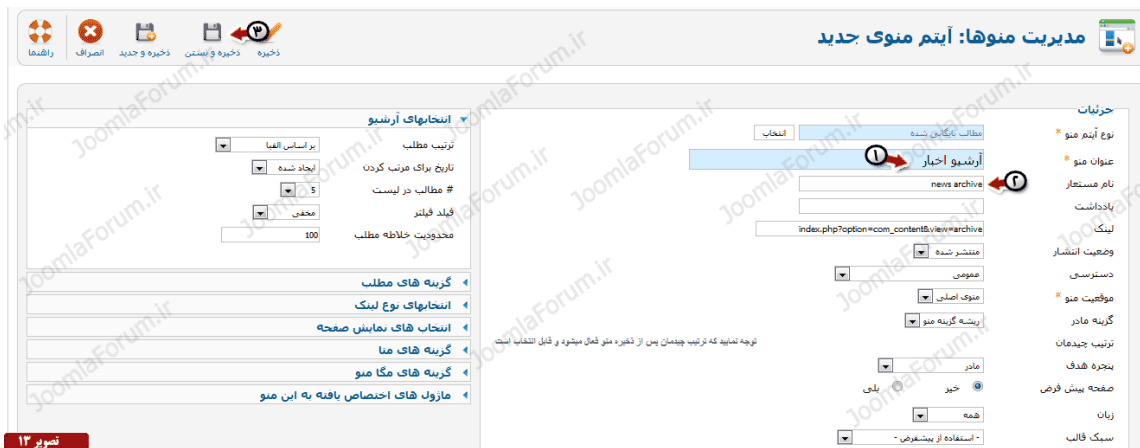 مدیریت منوها: آیتم منوی جدید
ذخیره
ذخیره و بستن
ذخیره و جدید
انصراف
راهنما
۳
جزئیات
نوع آیتم منو *
مطالب بایگانی شده
انتخاب
عنوان منو *
آرشیو اخبار
۱
نام مستعار
news archive
۲
یادداشت
لینک
index.php?option=com_content&view=archive
وضعیت انتشار
منتشر شده
دسترسی
عمومی
موقعیت منو *
منوی اصلی
گزینه مادر
ریشه گزینه منو
ترتیب چیدمان
توجه نمایید که ترتیب چیدمان پس از ذخیره منو فعال میشود و قابل انتخاب است
پنجره هدف
مادر
صفحه پیش فرض
خیر
بلی
زبان
همه
سبک قالب
- استفاده از پیشفرض -
انتخابهای آرشیو
ترتیب مطلب
بر اساس الفبا
تاریخ برای مرتب کردن
ایجاد شده
# مطالب در لیست
5
فیلد فیلتر
مخفی
محدودیت خلاطه مطلب
100
گزینه های مطلب
انتخابهای نوع لینک
انتخاب های نمایش صفحه
گزینه های متا
گزینه های مگا منو
ماژول های اختصاص یافته به این منو
تصویر ۱۳
JoomlaForum.ir